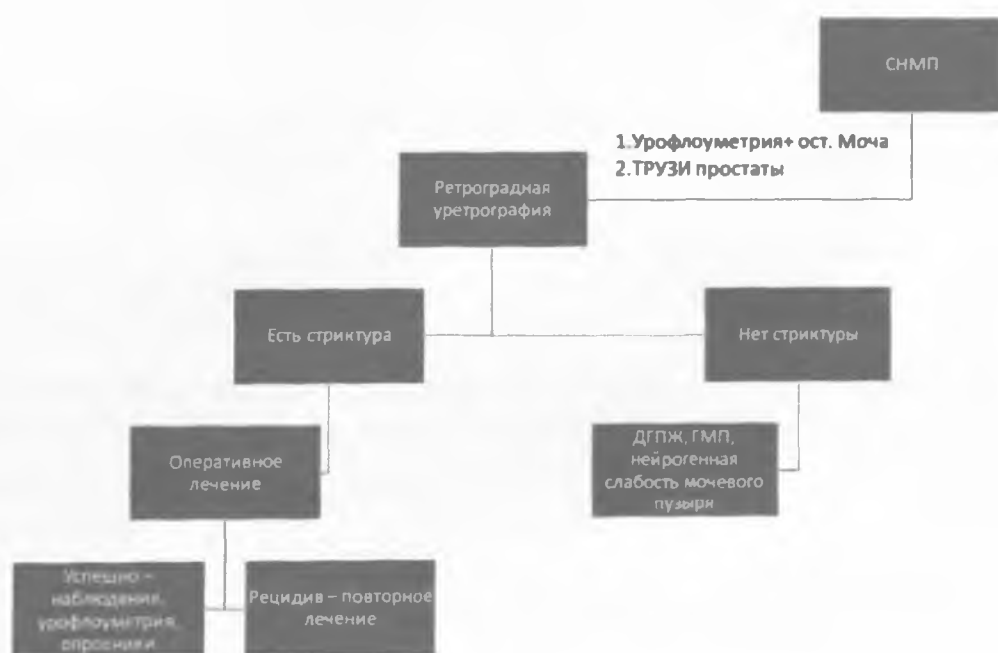 СНМП
1.Урофлоуметрия+ ост. Моча
2.ТРУЗИ простаты
Ретроградная
уретрография
Есть стриктура
Нет стриктуры
Оперативное
лечение
ДГПЖ, ГМП,
нейрогенная
слабость мочевого
пузыря
Успешно –
наблюдение,
урофлоуметрия,
опросники
Рецидив – повторное
лечение